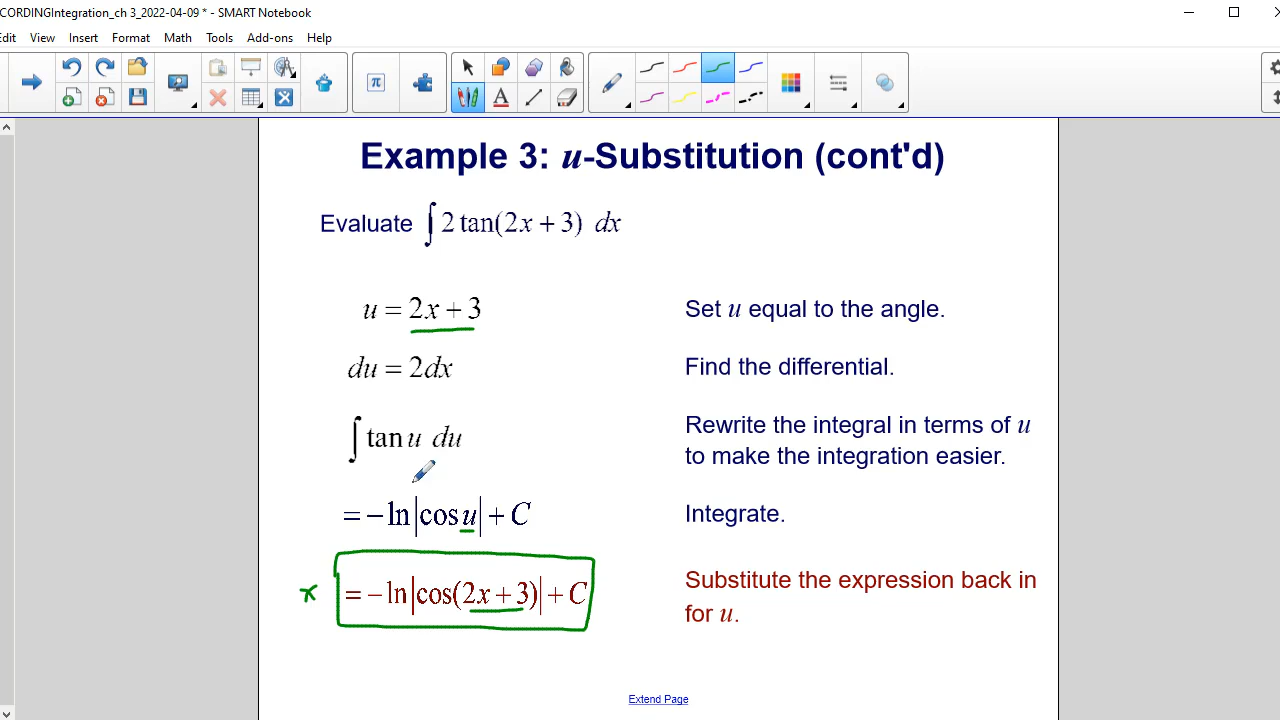 CORDINGIntegration_ch 3_2022-04-09 * - SMART Notebook
dit View Insert Format Math Tools Add-ons Help
π
A
Example 3: u-Substitution (cont'd)
Evaluate ∫ 2 tan(2x + 3) dx
u = 2x + 3 Set u equal to the angle.
du = 2dx Find the differential.
∫ tan u du Rewrite the integral in terms of u
to make the integration easier.
= −ln|cos u| + C Integrate.
x = −ln|cos(2x + 3)| + C Substitute the expression back in
for u.
Extend Page